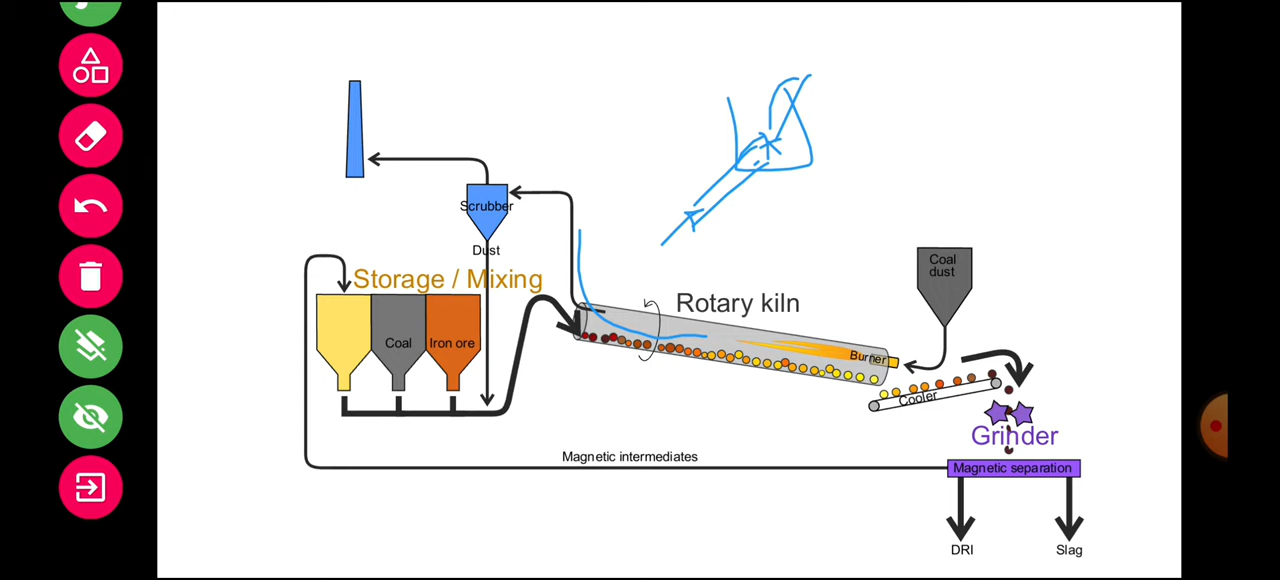 Scrubber
Dust
Storage / Mixing
Coal
Iron ore
Rotary kiln
Coal
dust
Burner
Cooler
Grinder
Magnetic intermediates
Magnetic separation
DRI
Slag